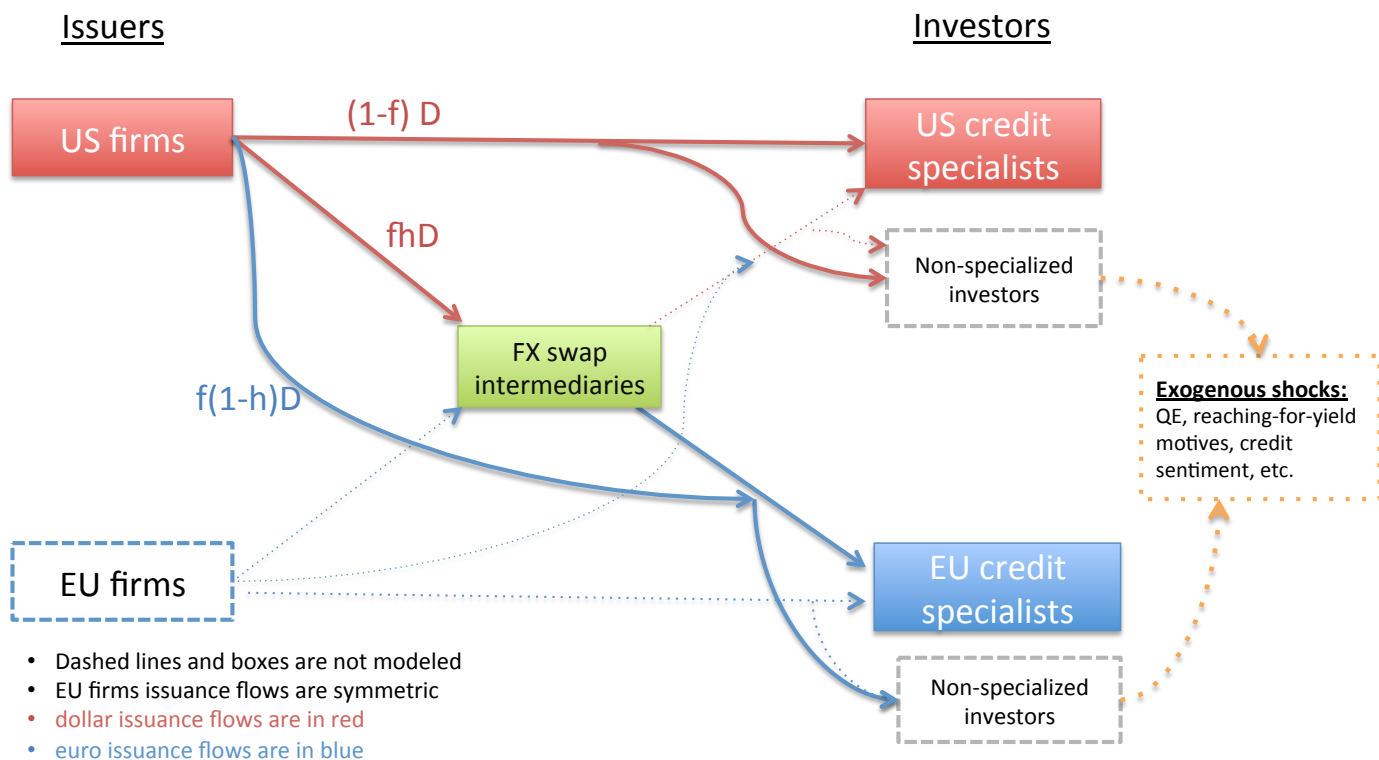 Issuers
Investors
US firms
(1-f) D
US credit
specialists
fhD
Non-specialized
investors
FX swap
intermediaries
f(1-h)D
Exogenous shocks:
QE, reaching-for-yield
motives, credit
sentiment, etc.
EU firms
EU credit
specialists
Non-specialized
investors
• Dashed lines and boxes are not modeled
• EU firms issuance flows are symmetric
• dollar issuance flows are in red
• euro issuance flows are in blue